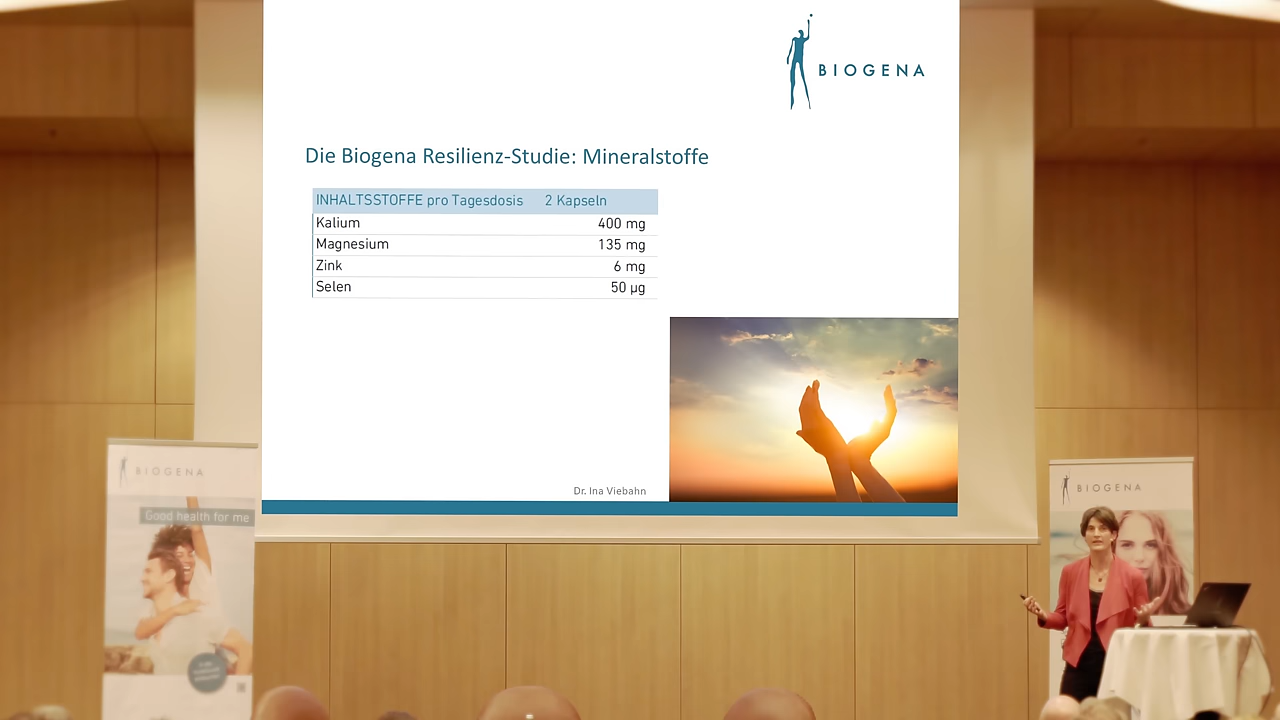 BIOGENA
Die Biogena Resilienz-Studie: Mineralstoffe
INHALTSSTOFFE pro Tagesdosis 2 Kapseln
Kalium 400 mg
Magnesium 135 mg
Zink 6 mg
Selen 50 µg
Dr. Ina Viebahn
BIOGENA
Good health for me
BIOGENA